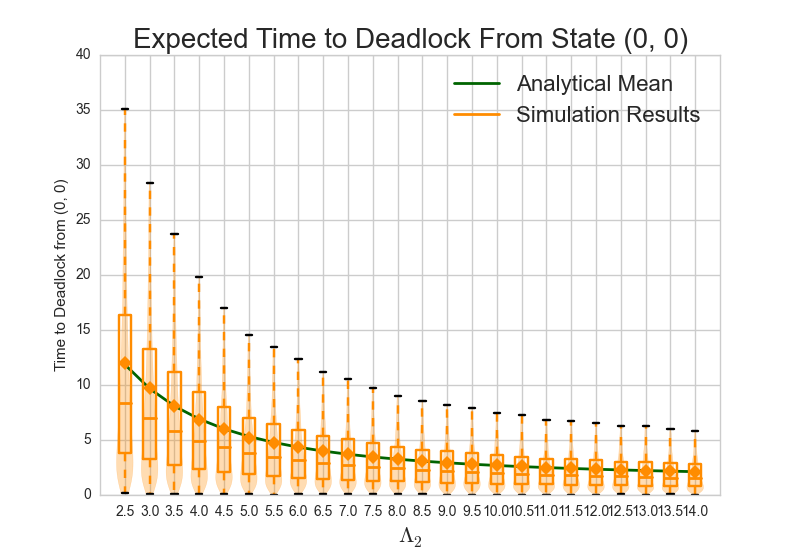 Expected Time to Deadlock From State (0, 0)
Analytical Mean
Simulation Results
Time to Deadlock from (0, 0)
40
35
30
25
20
15
10
5
0
2.5 3.0 3.5 4.0 4.5 5.0 5.5 6.0 6.5 7.0 7.5 8.0 8.5 9.0 9.5 10.0 10.5 11.0 11.5 12.0 12.5 13.0 13.5 14.0
Λ₂